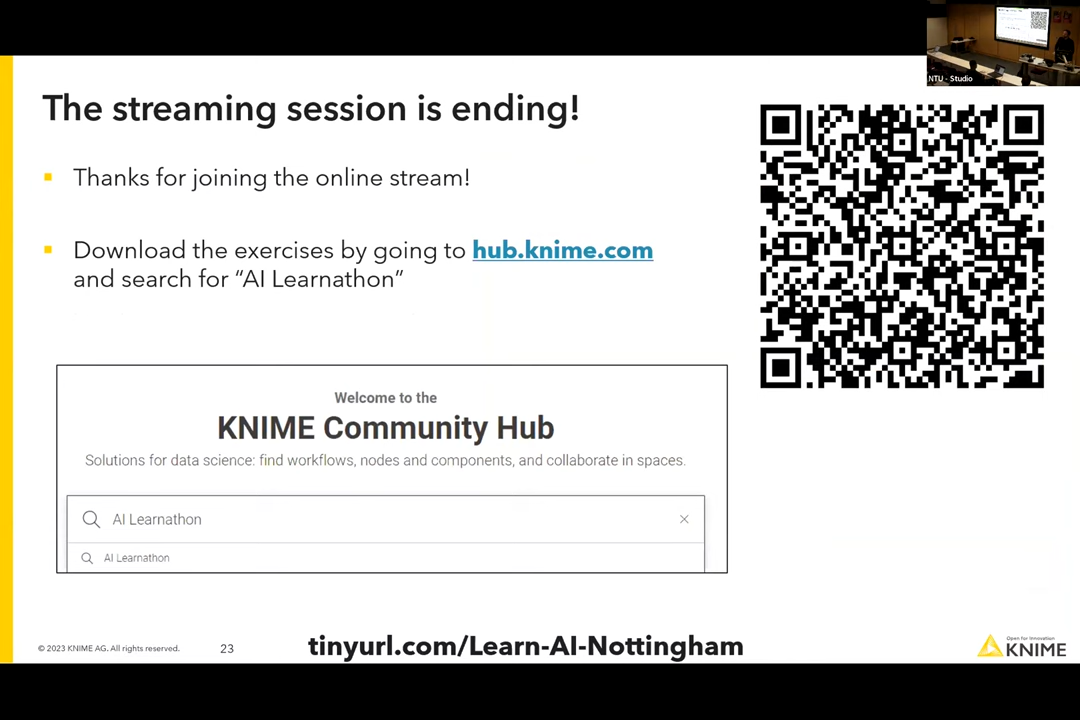 NTU - Studio
The streaming session is ending!
Thanks for joining the online stream!
Download the exercises by going to hub.knime.com
and search for “AI Learnathon”
Welcome to the
KNIME Community Hub
Solutions for data science: find workflows, nodes and components, and collaborate in spaces.
AI Learnathon
AI Learnathon
© 2023 KNIME AG. All rights reserved.
23
tinyurl.com/Learn-AI-Nottingham
Open for Innovation
KNIME